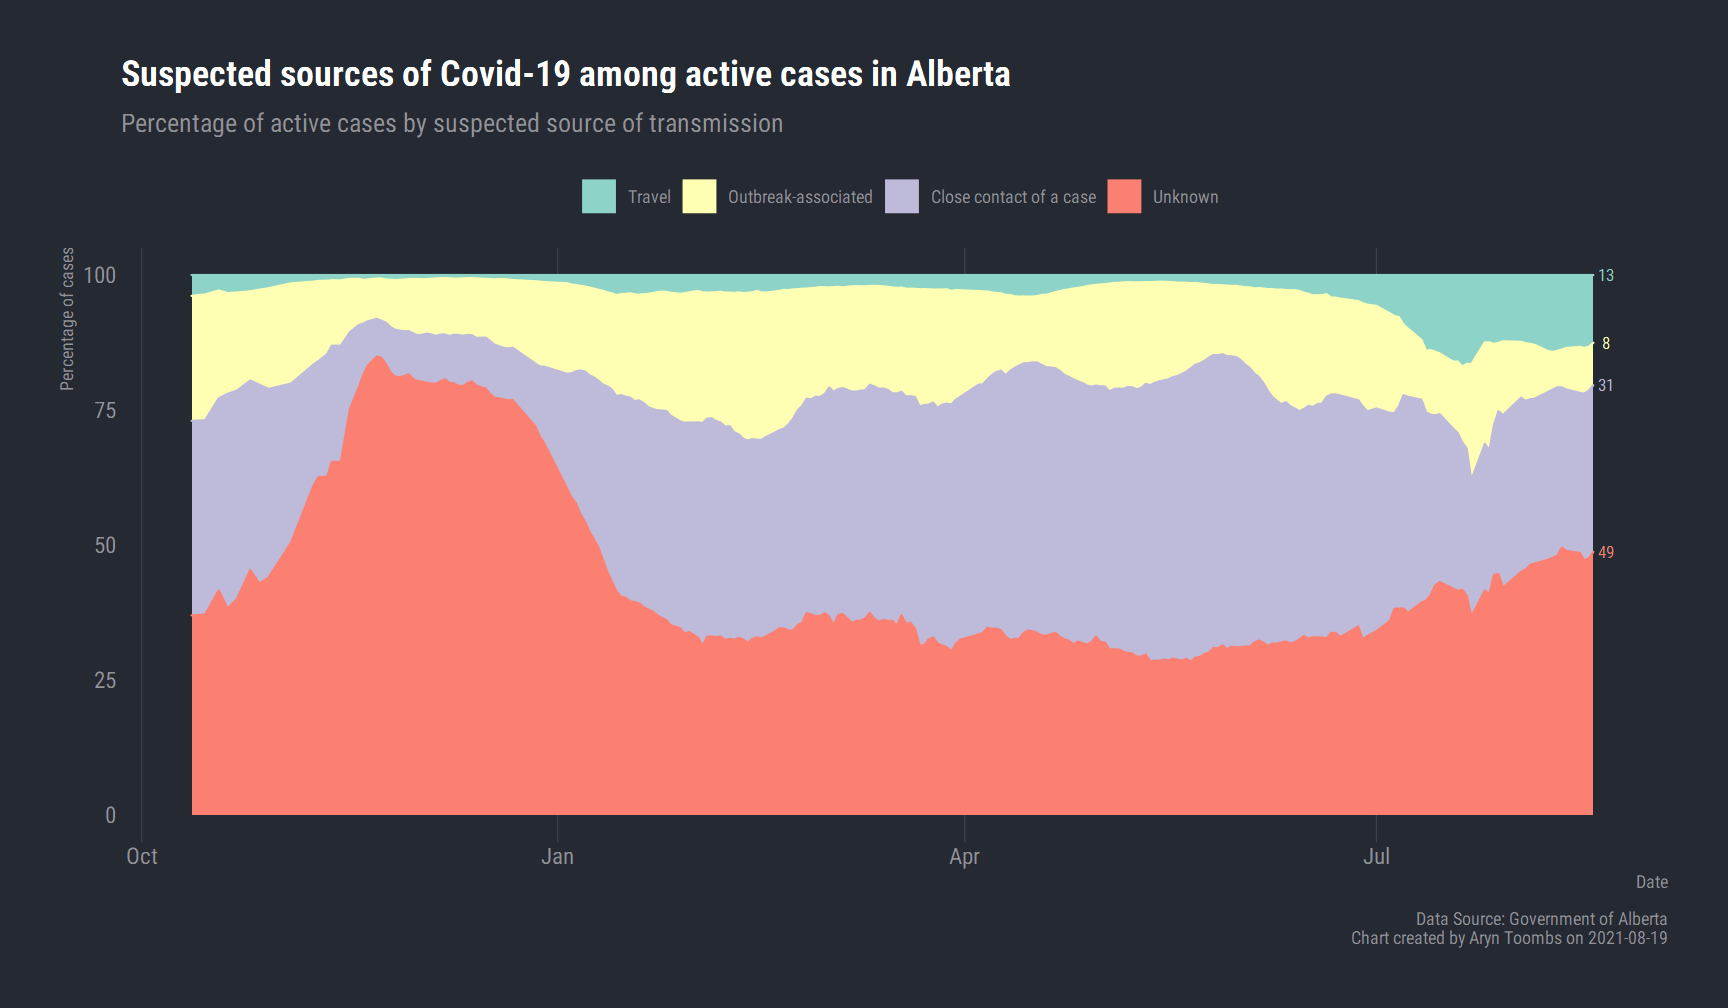 Suspected sources of Covid-19 among active cases in Alberta
Percentage of active cases by suspected source of transmission
Travel
Outbreak-associated
Close contact of a case
Unknown
Percentage of cases
100
75
50
25
0
13
8
31
49
Oct
Jan
Apr
Jul
Date
Data Source: Government of Alberta
Chart created by Aryn Toombs on 2021-08-19